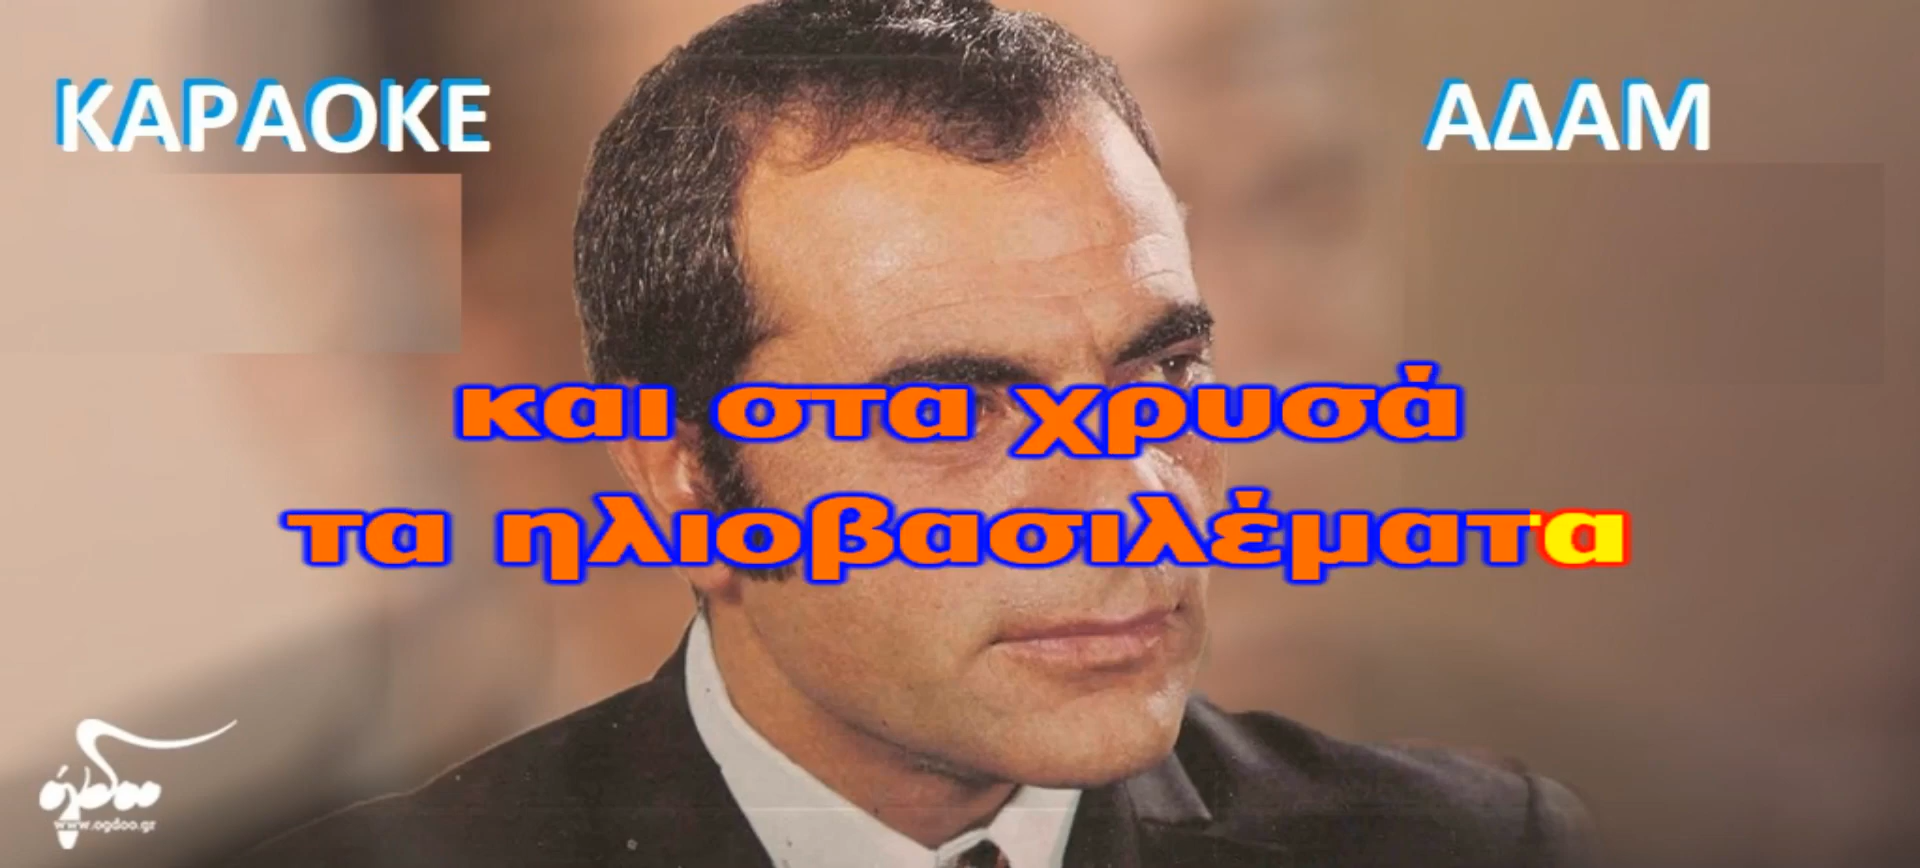 ΚΑΡΑΟΚΕ
ΑΔΑΜ
και στα χρυσά
τα ηλιοβασιλέματα
όγδοο
www.ogdoo.gr